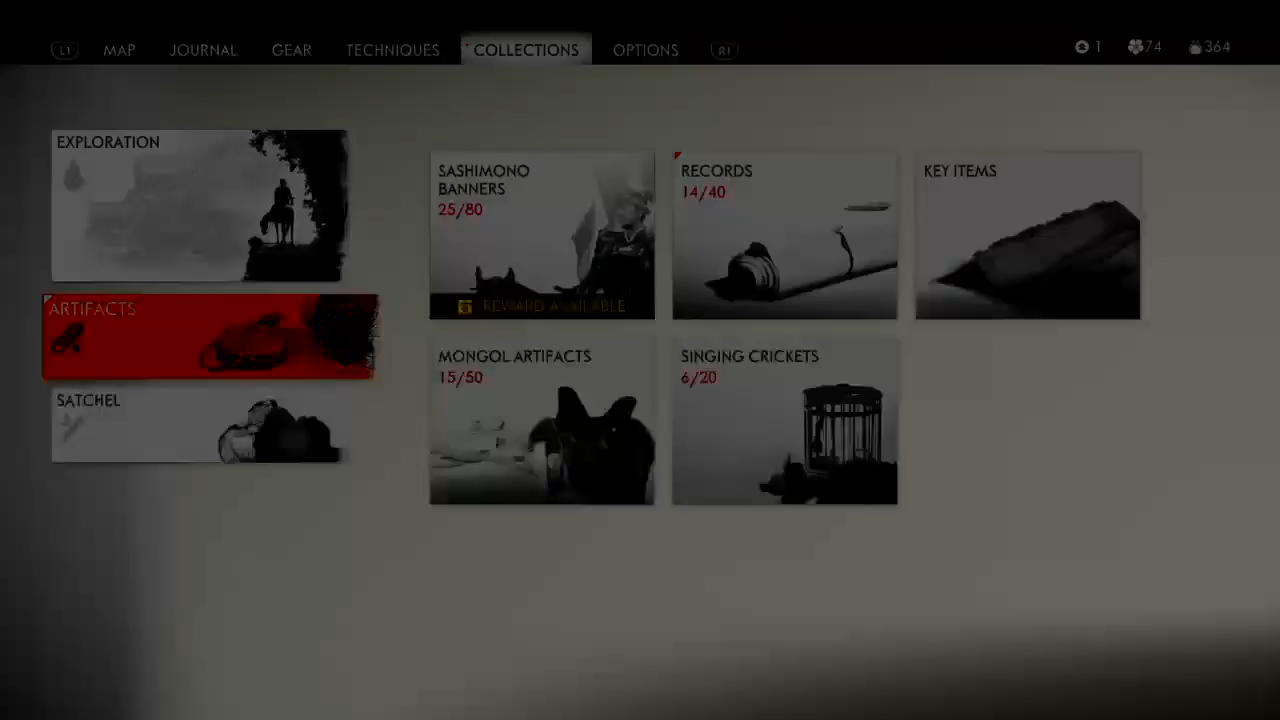 L1 MAP JOURNAL GEAR TECHNIQUES COLLECTIONS OPTIONS R1 1 74 364
EXPLORATION
ARTIFACTS
SATCHEL
SASHIMONO
BANNERS
25/80
REWARD AVAILABLE
RECORDS
14/40
KEY ITEMS
MONGOL ARTIFACTS
15/50
SINGING CRICKETS
6/20